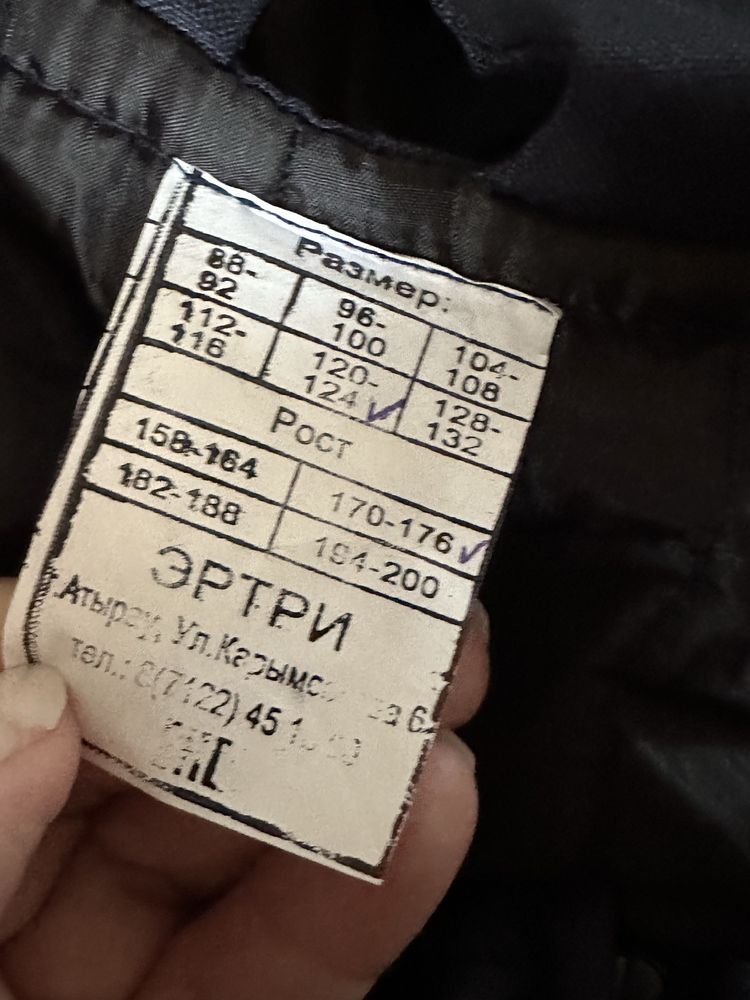 Размер:
88-92 96-100 104-108
112-116 120-124 128-132
Рост
158-164 170-176
182-188 194-200
ЭРТРИ
г.Атырау, Ул.
тел.: 8(7122) 45
EAC